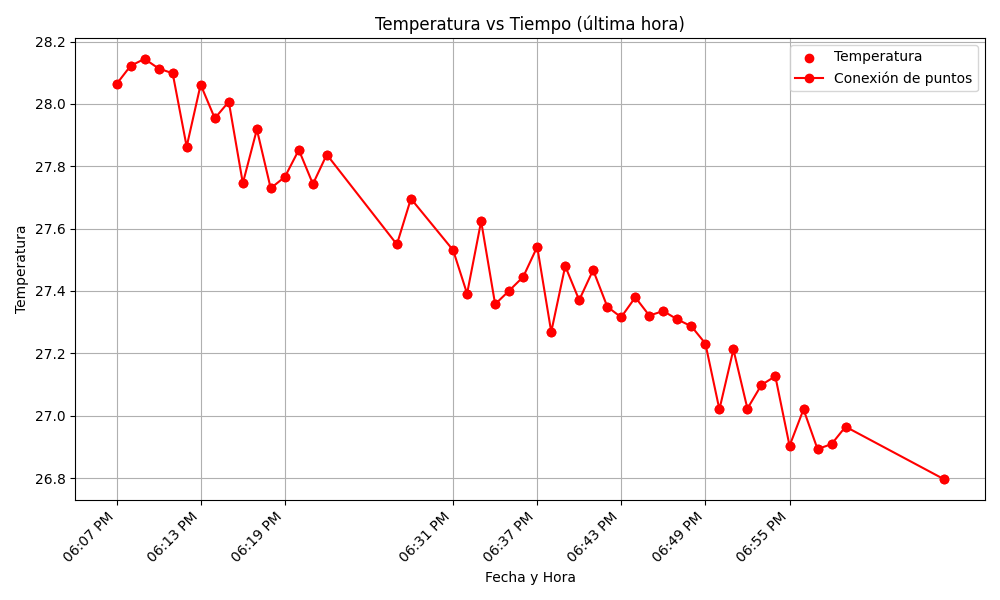 Temperatura vs Tiempo (última hora)
Temperatura
Conexión de puntos
28.2
28.0
27.8
27.6
27.4
27.2
27.0
26.8
Temperatura
06:07 PM
06:13 PM
06:19 PM
06:31 PM
06:37 PM
06:43 PM
06:49 PM
06:55 PM
Fecha y Hora